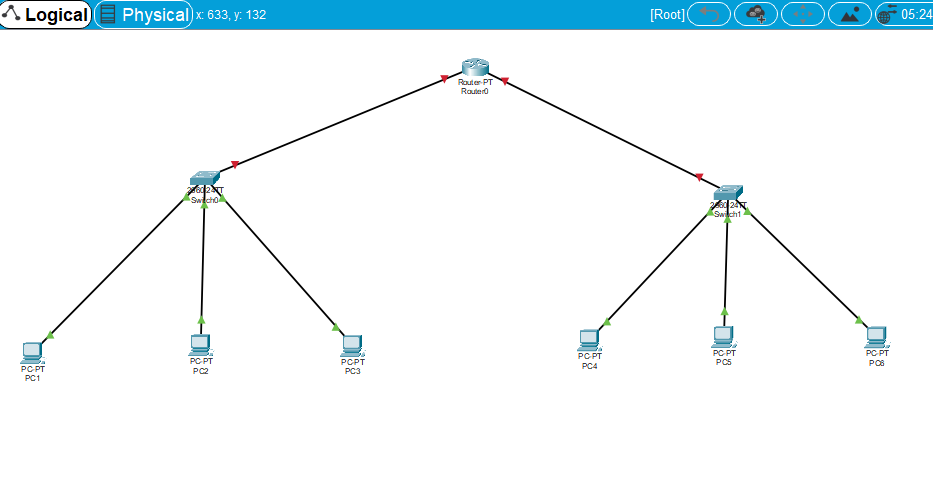 Logical
Physical
x: 633, y: 132
[Root]
05:24
Router-PT
Router0
2960-24TT
Switch0
2960-24TT
Switch1
PC-PT
PC1
PC-PT
PC2
PC-PT
PC3
PC-PT
PC4
PC-PT
PC5
PC-PT
PC6